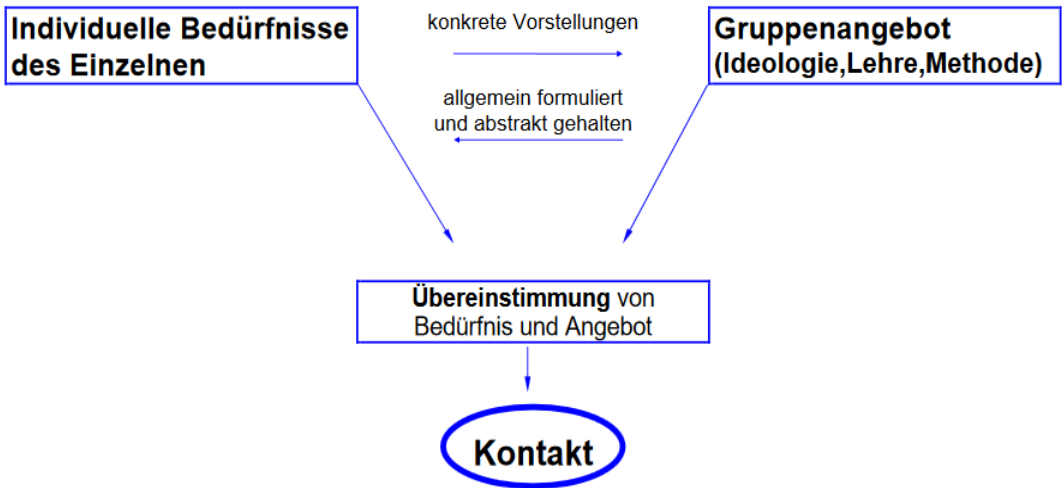 Individuelle Bedürfnisse
des Einzelnen
konkrete Vorstellungen
Gruppenangebot
(Ideologie,Lehre,Methode)
allgemein formuliert
und abstrakt gehalten
Übereinstimmung von
Bedürfnis und Angebot
Kontakt